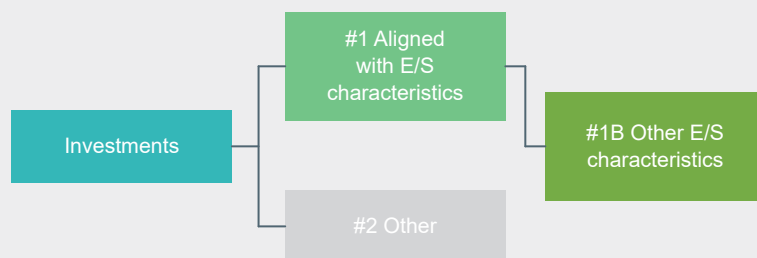 #1 Aligned
with E/S
characteristics
Investments
#1B Other E/S
characteristics
#2 Other